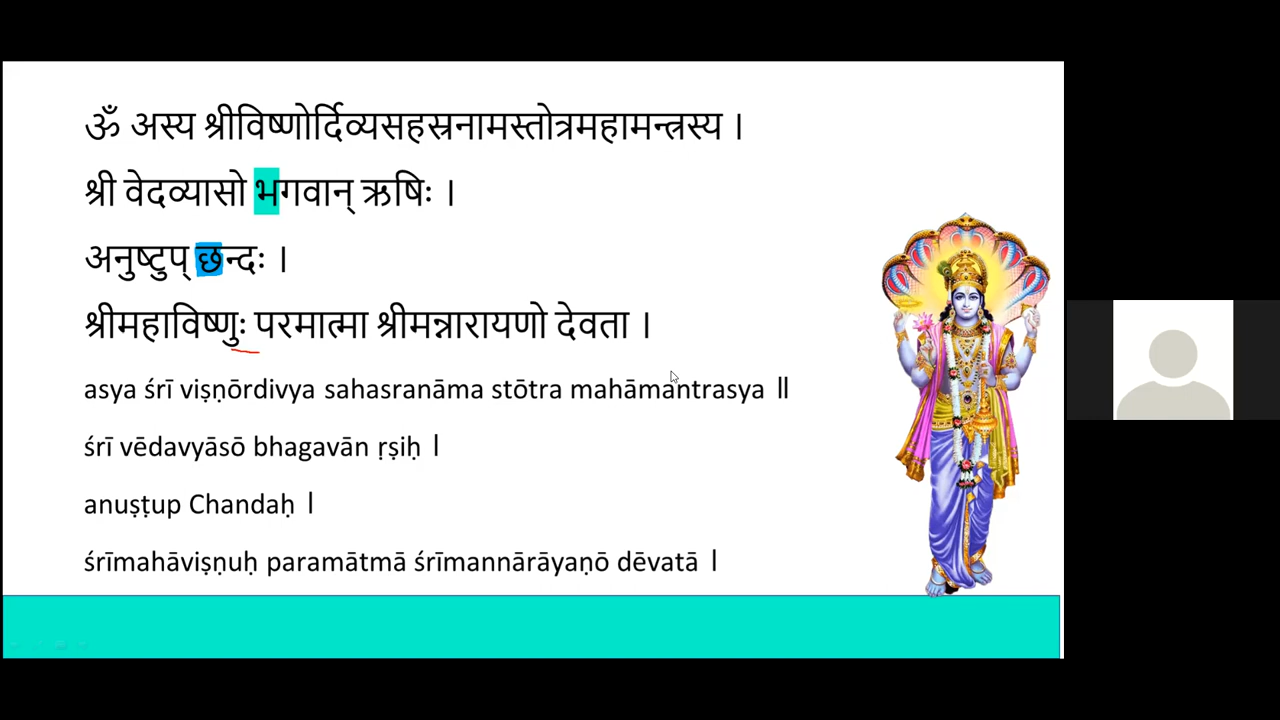 ॐ अस्य श्रीविष्णोर्दिव्यसहस्रनामस्तोत्रमहामन्त्रस्य ।
श्री वेदव्यासो भगवान् ऋषिः ।
अनुष्टुप् छन्दः ।
श्रीमहाविष्णुः परमात्मा श्रीमन्नारायणो देवता ।
asya śrī viṣṇōrdivya sahasranāma stōtra mahāmantrasya ॥
śrī vēdavyāsō bhagavān ṛṣiḥ ।
anuṣṭup Chandaḥ ।
śrīmahāviṣṇuḥ paramātmā śrīmannārāyaṇō dēvatā ।